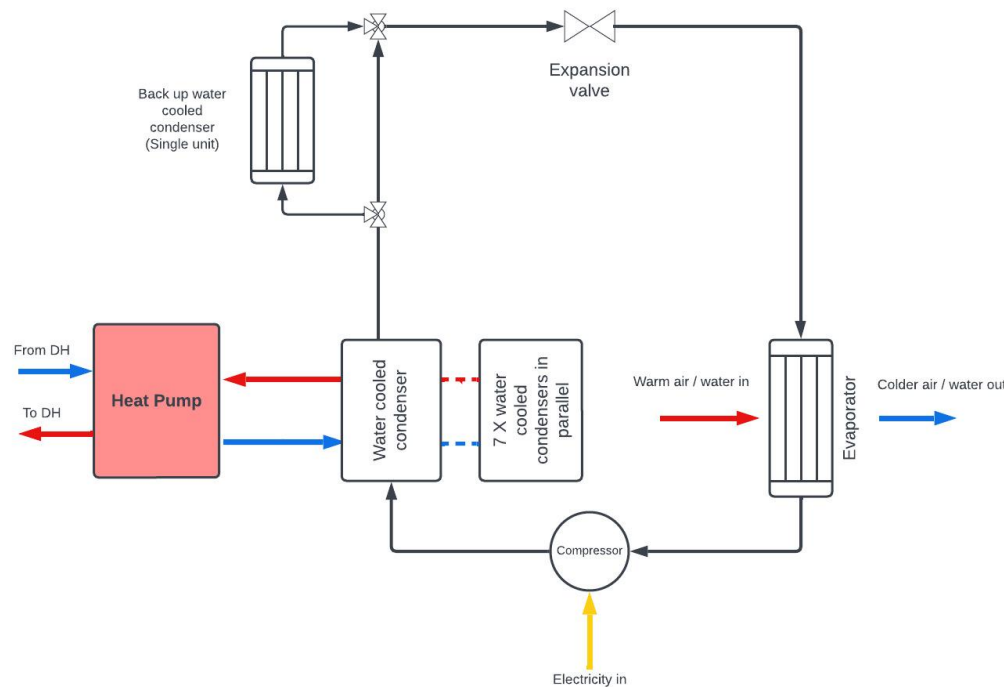 Back up water
cooled
condenser
(Single unit)
Expansion
valve
From DH
To DH
Heat Pump
Water cooled
condenser
7 X water
cooled
condensers in
parallel
Warm air / water in
Evaporator
Colder air / water out
Compressor
Electricity in